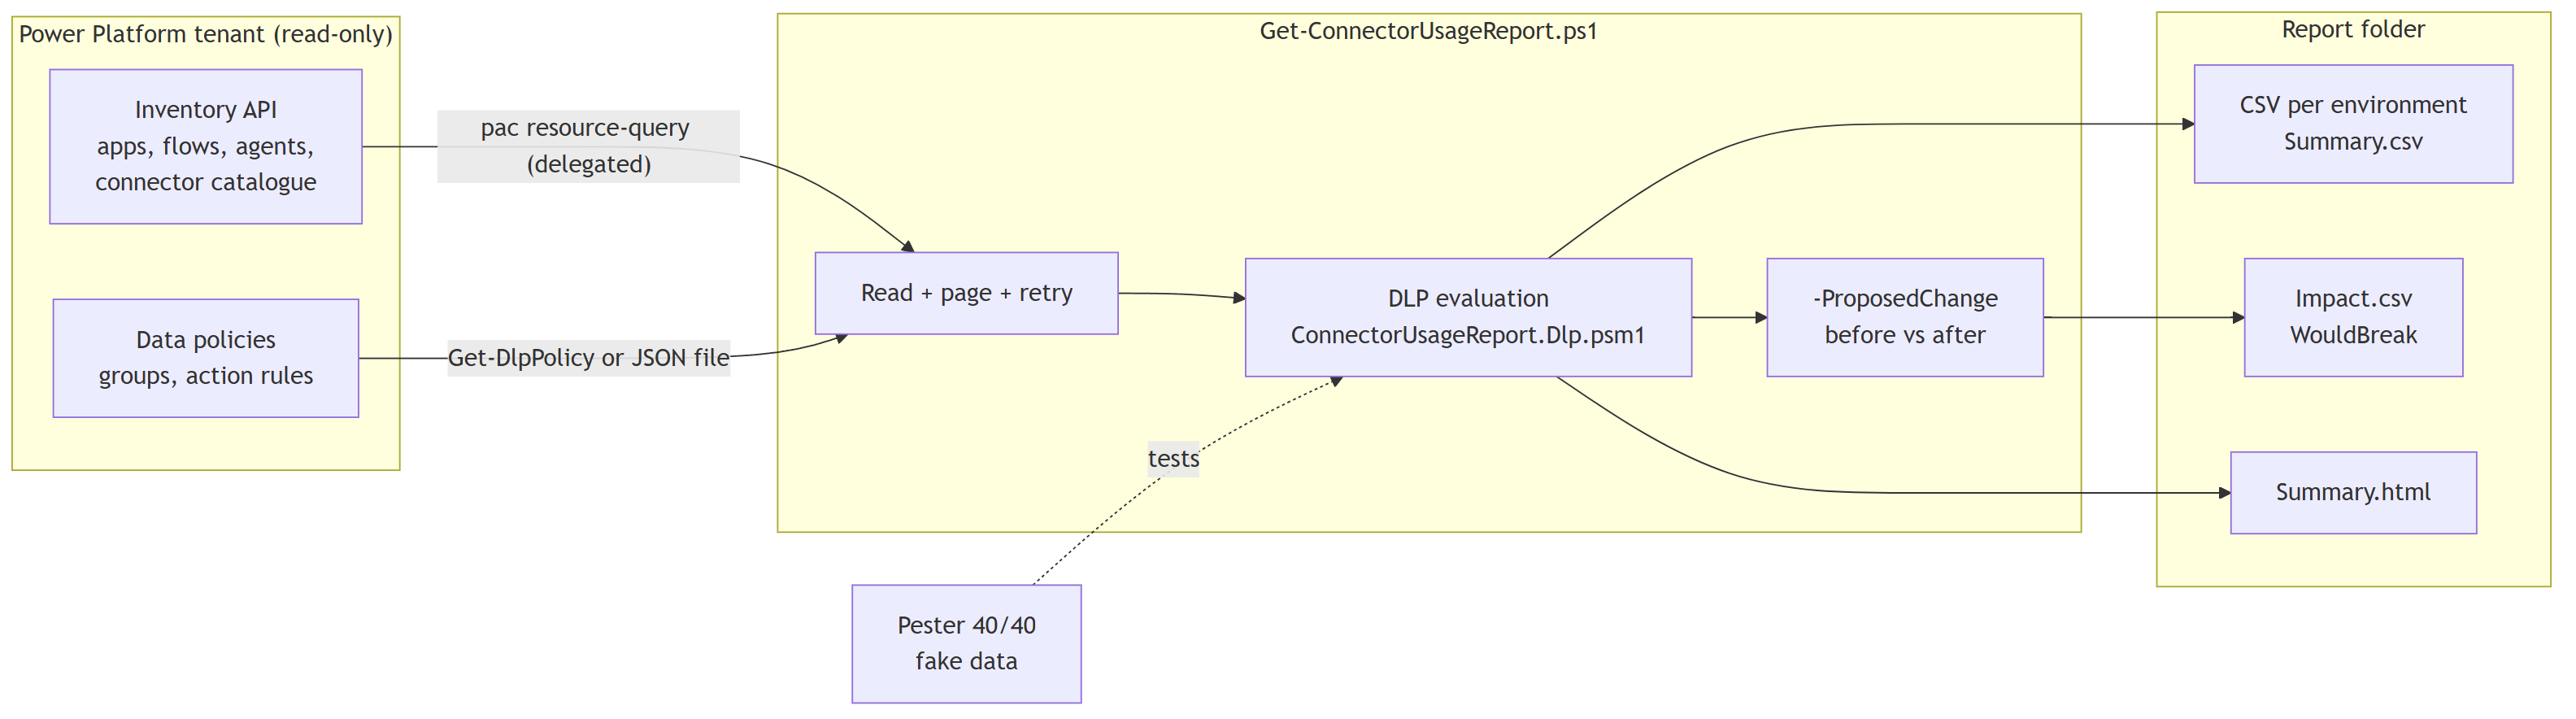 Power Platform tenant (read-only)
Inventory API
apps, flows, agents,
connector catalogue
Data policies
groups, action rules
pac resource-query
(delegated)
Get-DlpPolicy or JSON file
Get-ConnectorUsageReport.ps1
Read + page + retry
DLP evaluation
ConnectorUsageReport.Dlp.psm1
-ProposedChange
before vs after
tests
Pester 40/40
fake data
Report folder
CSV per environment
Summary.csv
Impact.csv
WouldBreak
Summary.html